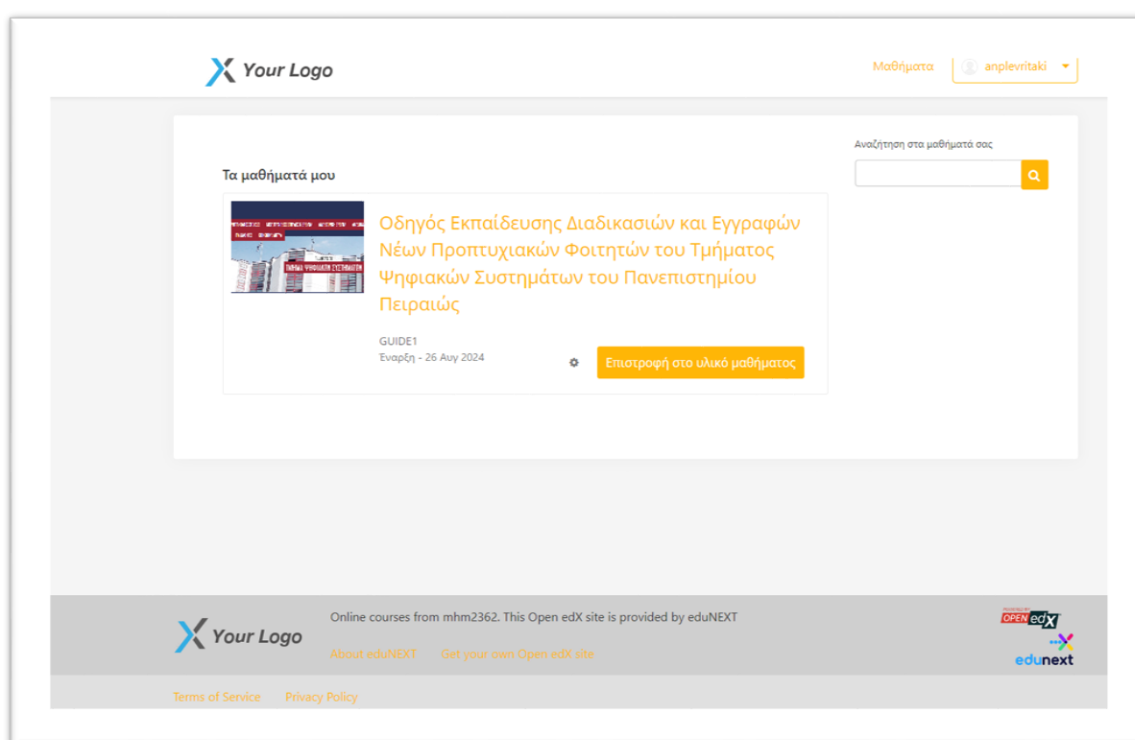 Your Logo
Μαθήματα
anplevritaki
Αναζήτηση στα μαθήματά σας
Τα μαθήματά μου
Οδηγός Εκπαίδευσης Διαδικασιών και Εγγραφών
Νέων Προπτυχιακών Φοιτητών του Τμήματος
Ψηφιακών Συστημάτων του Πανεπιστημίου
Πειραιώς
GUIDE1
Έναρξη - 26 Αυγ 2024
Επιστροφή στο υλικό μαθήματος
Your Logo
Online courses from mhm2362. This Open edX site is provided by eduNEXT
About eduNEXT Get your own Open edX site
OPEN edX
edunext
Terms of Service Privacy Policy